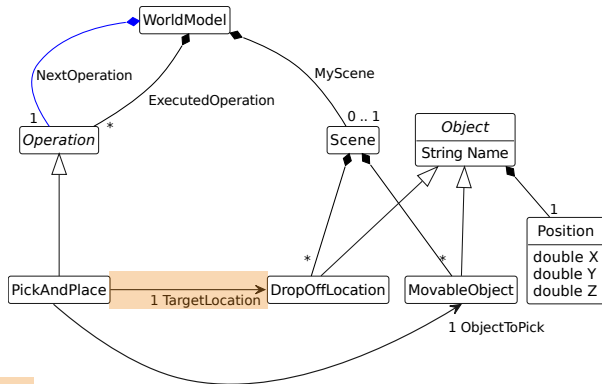 WorldModel
NextOperation
MyScene
ExecutedOperation
1
*
0 .. 1
Operation
Scene
Object
String Name
1
Position
double X
double Y
double Z
*
*
PickAndPlace
1 TargetLocation
DropOffLocation
MovableObject
1 ObjectToPick